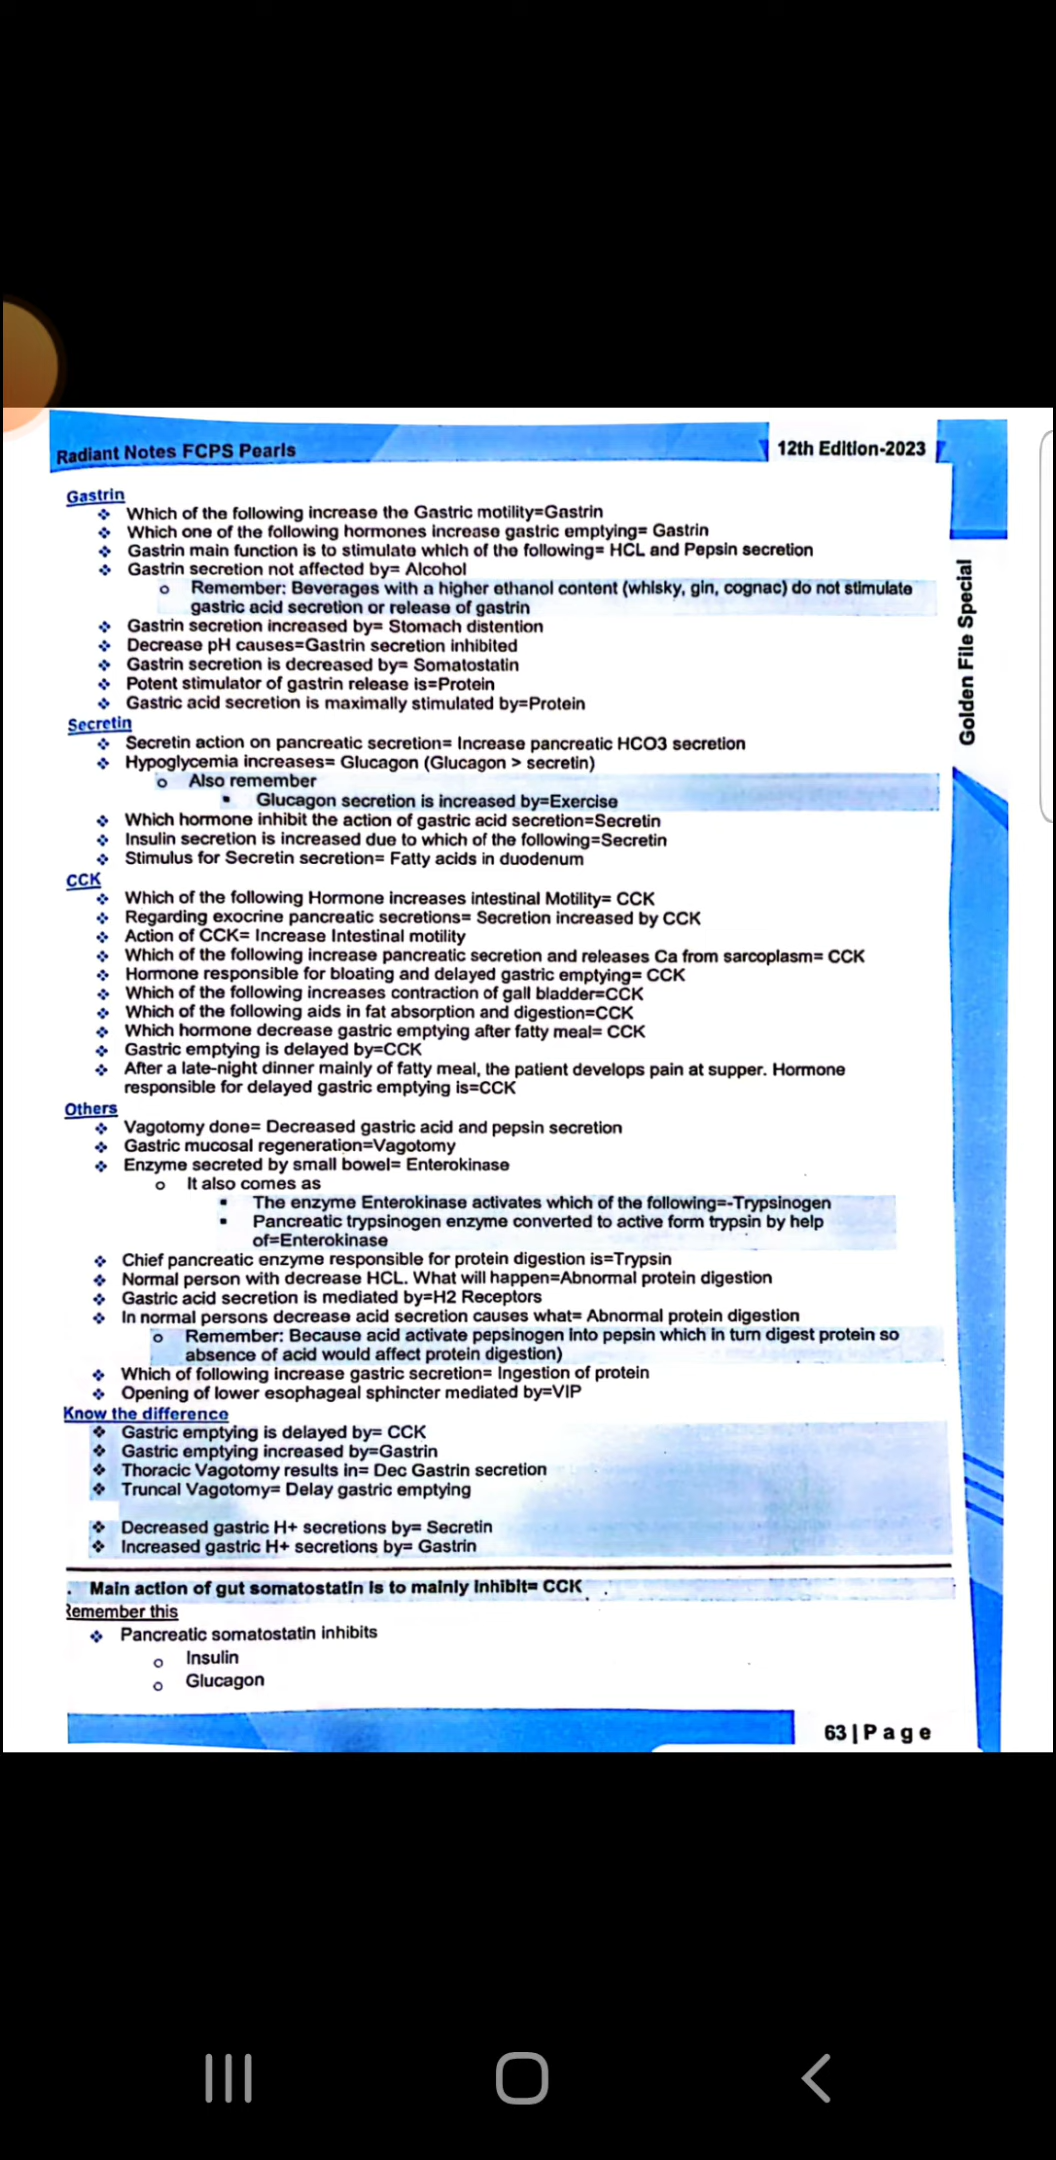 Radiant Notes FCPS Pearls
12th Edition-2023
Golden File Special
Gastrin
❖ Which of the following increase the Gastric motility=Gastrin
❖ Which one of the following hormones increase gastric emptying= Gastrin
❖ Gastrin main function is to stimulate which of the following= HCL and Pepsin secretion
❖ Gastrin secretion not affected by= Alcohol
o Remember: Beverages with a higher ethanol content (whisky, gin, cognac) do not stimulate
gastric acid secretion or release of gastrin
❖ Gastrin secretion increased by= Stomach distention
❖ Decrease pH causes=Gastrin secretion inhibited
❖ Gastrin secretion is decreased by= Somatostatin
❖ Potent stimulator of gastrin release is=Protein
❖ Gastric acid secretion is maximally stimulated by=Protein
Secretin
❖ Secretin action on pancreatic secretion= Increase pancreatic HCO3 secretion
❖ Hypoglycemia increases= Glucagon (Glucagon > secretin)
o Also remember
▪ Glucagon secretion is increased by=Exercise
❖ Which hormone inhibit the action of gastric acid secretion=Secretin
❖ Insulin secretion is increased due to which of the following=Secretin
❖ Stimulus for Secretin secretion= Fatty acids in duodenum
CCK
❖ Which of the following Hormone increases intestinal Motility= CCK
❖ Regarding exocrine pancreatic secretions= Secretion increased by CCK
❖ Action of CCK= Increase Intestinal motility
❖ Which of the following increase pancreatic secretion and releases Ca from sarcoplasm= CCK
❖ Hormone responsible for bloating and delayed gastric emptying= CCK
❖ Which of the following increases contraction of gall bladder=CCK
❖ Which of the following aids in fat absorption and digestion=CCK
❖ Which hormone decrease gastric emptying after fatty meal= CCK
❖ Gastric emptying is delayed by=CCK
❖ After a late-night dinner mainly of fatty meal, the patient develops pain at supper. Hormone
responsible for delayed gastric emptying is=CCK
Others
❖ Vagotomy done= Decreased gastric acid and pepsin secretion
❖ Gastric mucosal regeneration=Vagotomy
❖ Enzyme secreted by small bowel= Enterokinase
o It also comes as
▪ The enzyme Enterokinase activates which of the following=-Trypsinogen
▪ Pancreatic trypsinogen enzyme converted to active form trypsin by help
of=Enterokinase
❖ Chief pancreatic enzyme responsible for protein digestion is=Trypsin
❖ Normal person with decrease HCL. What will happen=Abnormal protein digestion
❖ Gastric acid secretion is mediated by=H2 Receptors
❖ In normal persons decrease acid secretion causes what= Abnormal protein digestion
o Remember: Because acid activate pepsinogen into pepsin which in turn digest protein so
absence of acid would affect protein digestion)
❖ Which of following increase gastric secretion= Ingestion of protein
❖ Opening of lower esophageal sphincter mediated by=VIP
Know the difference
❖ Gastric emptying is delayed by= CCK
❖ Gastric emptying increased by=Gastrin
❖ Thoracic Vagotomy results in= Dec Gastrin secretion
❖ Truncal Vagotomy= Delay gastric emptying
❖ Decreased gastric H+ secretions by= Secretin
❖ Increased gastric H+ secretions by= Gastrin
. Main action of gut somatostatin is to mainly inhibit= CCK
Remember this
❖ Pancreatic somatostatin inhibits
o Insulin
o Glucagon
63 | P a g e